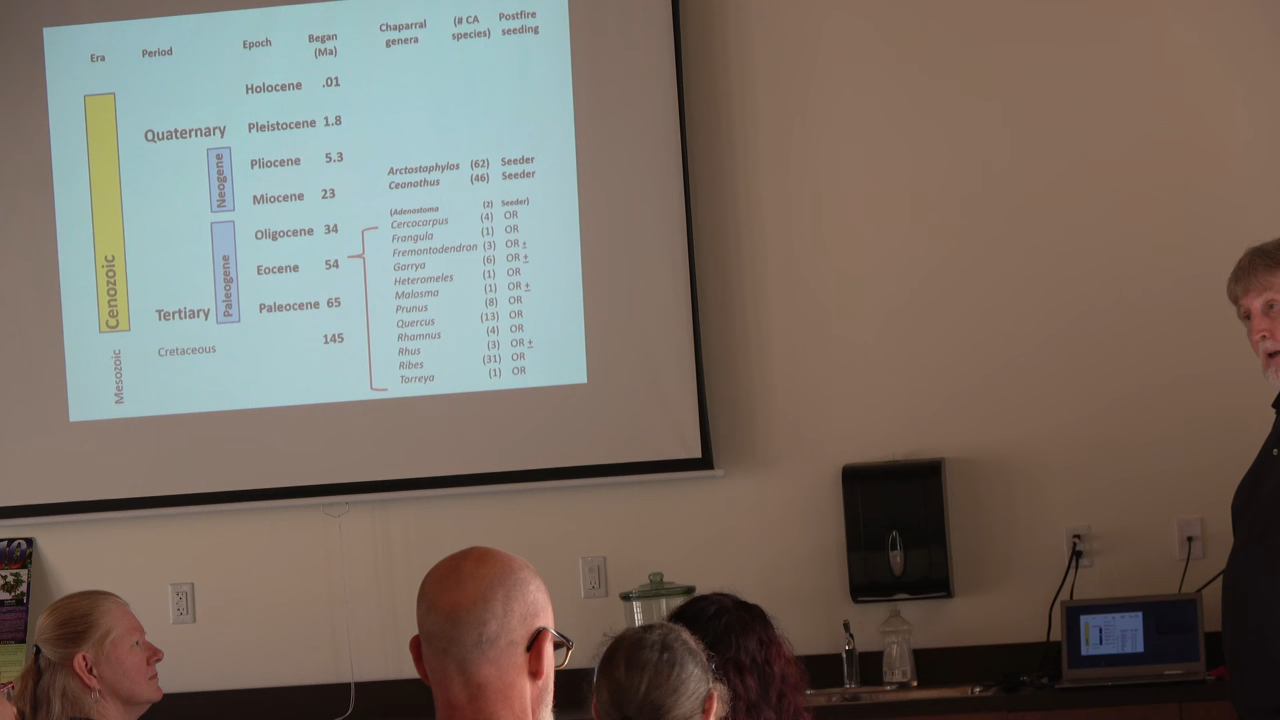 Era Period Epoch Began (Ma) Chaparral genera (# CA species) Postfire seeding
Holocene .01
Quaternary Pleistocene 1.8
Neogene
Pliocene 5.3
Miocene 23
Arctostaphylos (62) Seeder
Ceanothus (46) Seeder
Cenozoic
Paleogene
Oligocene 34
Eocene 54
Tertiary Paleocene 65
(Adenostoma (2) Seeder)
Cercocarpus (4) OR
Frangula (1) OR
Fremontodendron (3) OR ±
Garrya (6) OR ±
Heteromeles (1) OR
Malosma (1) OR ±
Prunus (8) OR
Quercus (13) OR
Rhamnus (4) OR
Rhus (3) OR ±
Ribes (31) OR
Torreya (1) OR
Mesozoic
Cretaceous 145